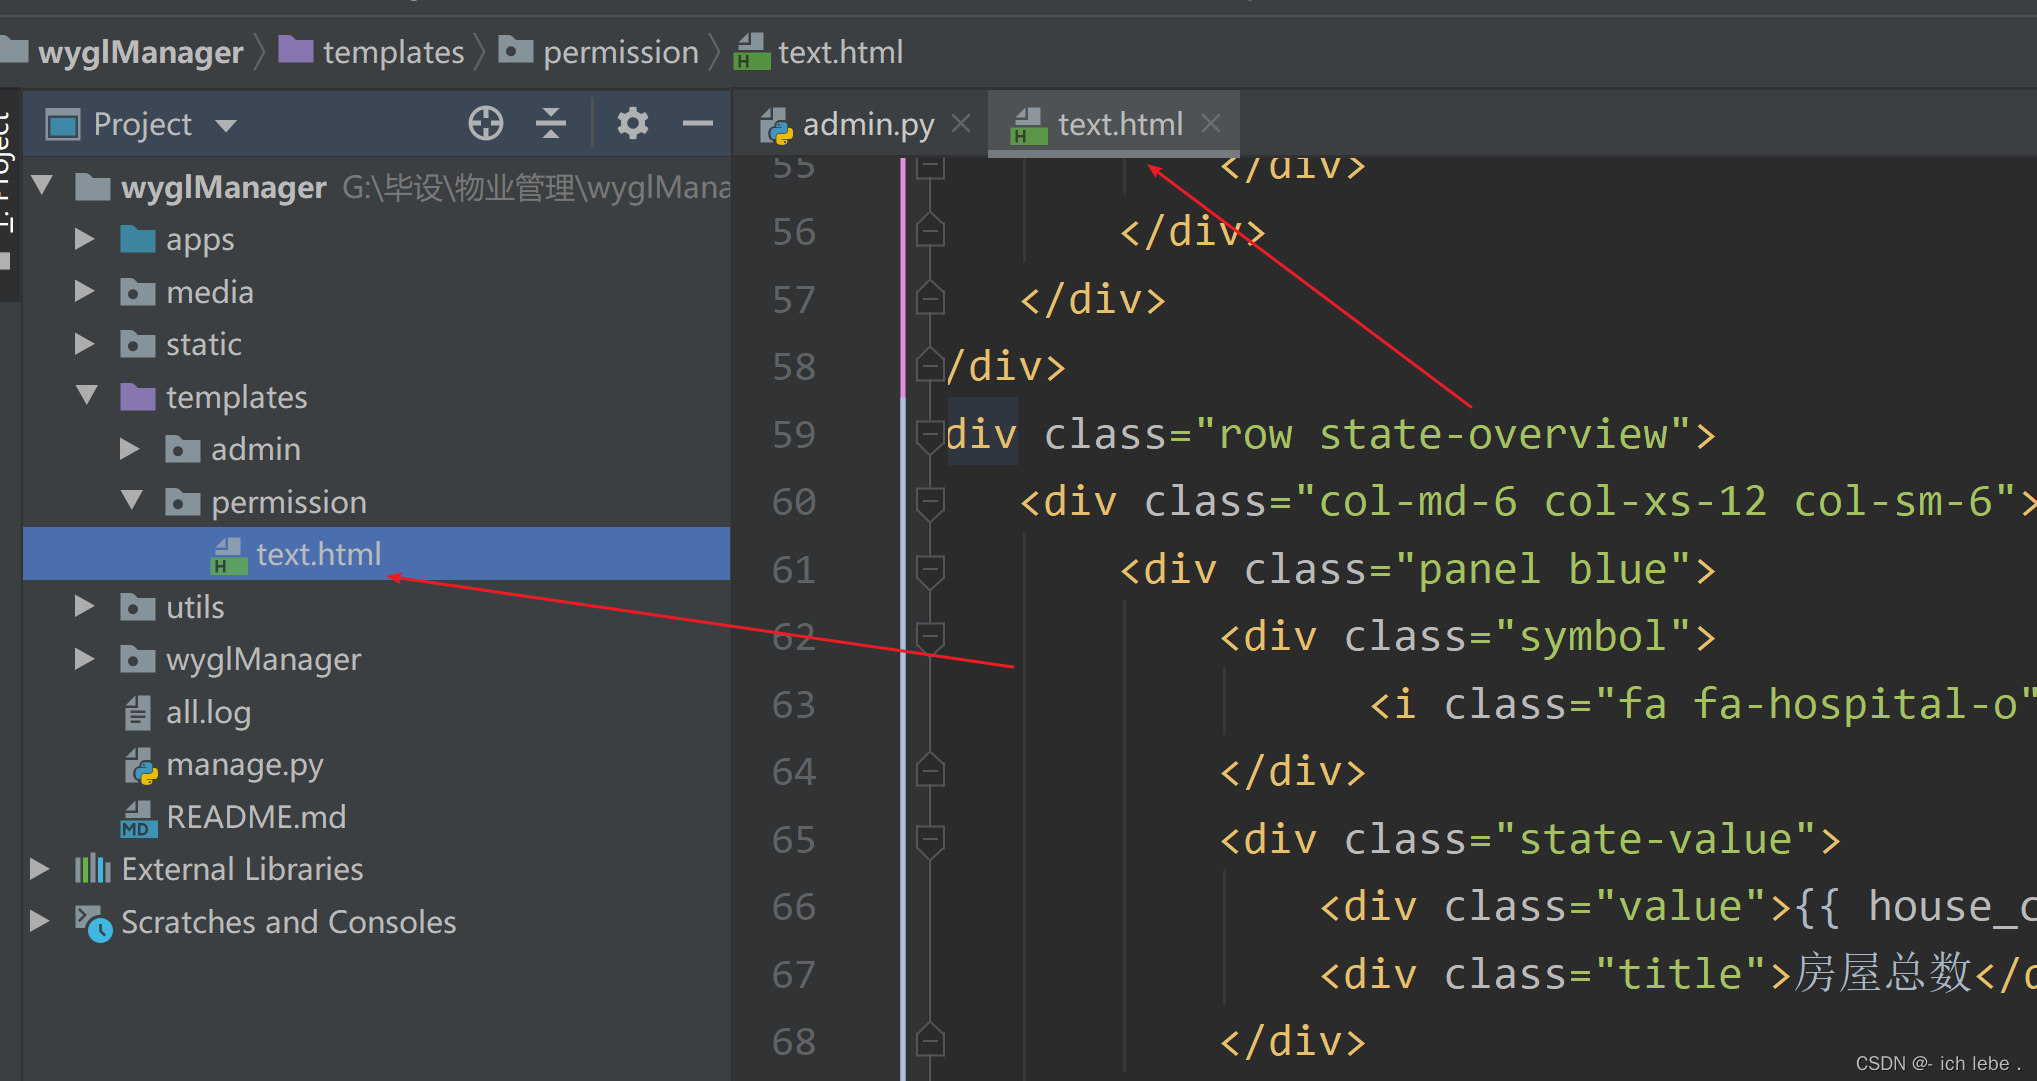 wyglManager templates permission text.html
Project
admin.py
text.html
wyglManager G:\毕设\物业管理\wyglMana
apps
media
static
templates
admin
permission
text.html
utils
wyglManager
all.log
manage.py
README.md
External Libraries
Scratches and Consoles
55 </div>
56 </div>
57 </div>
58 /div>
59 div class="row state-overview">
60 <div class="col-md-6 col-xs-12 col-sm-6">
61 <div class="panel blue">
62 <div class="symbol">
63 <i class="fa fa-hospital-o"
64 </div>
65 <div class="state-value">
66 <div class="value">{{ house_c
67 <div class="title">房屋总数</d
68 </div>
CSDN @- ich lebe .